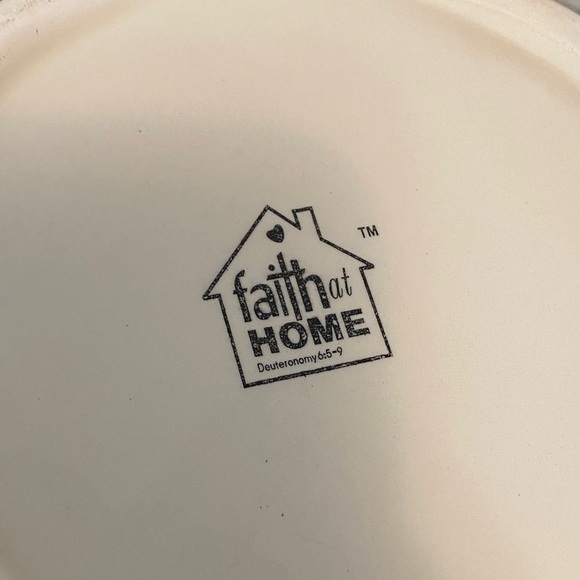 TM
faith at
HOME
Deuteronomy 6:5-9